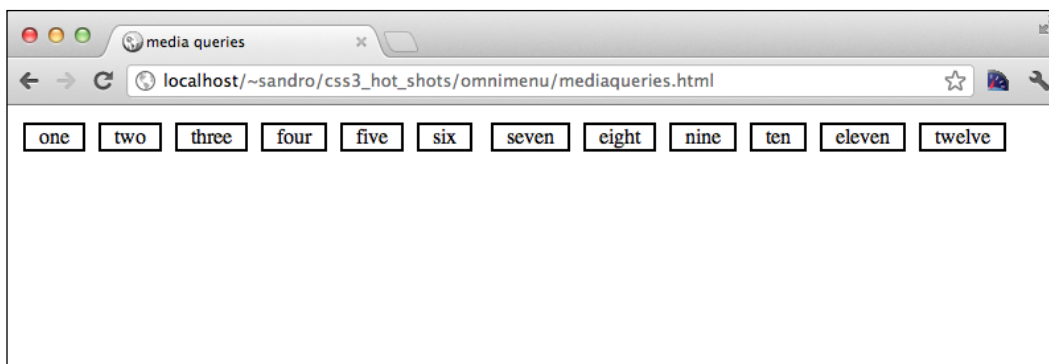 media queries
localhost/~sandro/css3_hot_shots/omnimenu/mediaqueries.html
one two three four five six seven eight nine ten eleven twelve